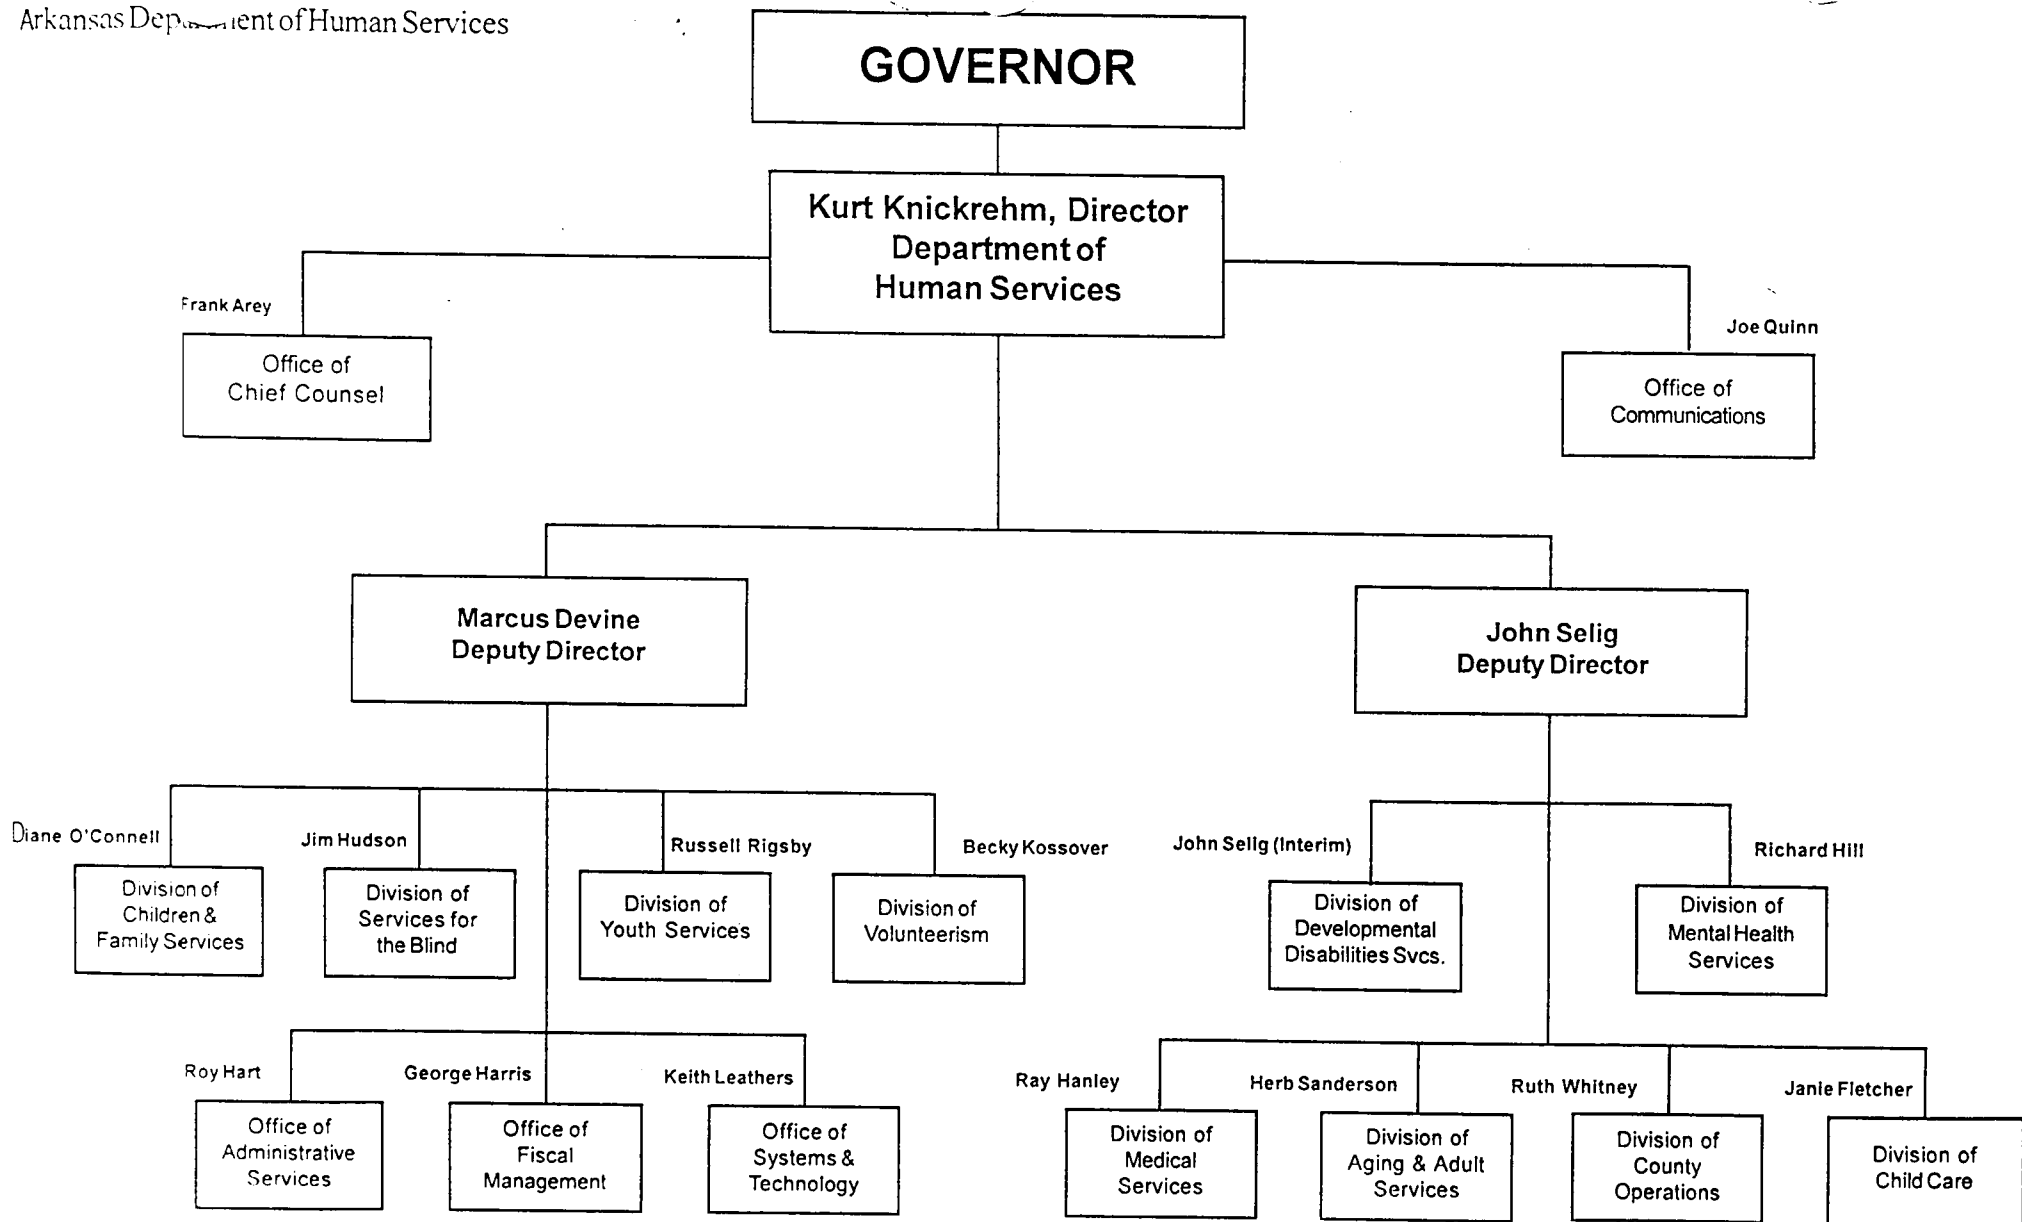 Arkansas Department of Human Services
GOVERNOR
Kurt Knickrehm, Director
Department of
Human Services
Frank Arey
Office of
Chief Counsel
Joe Quinn
Office of
Communications
Marcus Devine
Deputy Director
John Selig
Deputy Director
Diane O'Connell
Division of
Children &
Family Services
Jim Hudson
Division of
Services for
the Blind
Russell Rigsby
Division of
Youth Services
Becky Kossover
Division of
Volunteerism
John Selig (Interim)
Division of
Developmental
Disabilities Svcs.
Richard Hill
Division of
Mental Health
Services
Roy Hart
Office of
Administrative
Services
George Harris
Office of
Fiscal
Management
Keith Leathers
Office of
Systems &
Technology
Ray Hanley
Division of
Medical
Services
Herb Sanderson
Division of
Aging & Adult
Services
Ruth Whitney
Division of
County
Operations
Janie Fletcher
Division of
Child Care